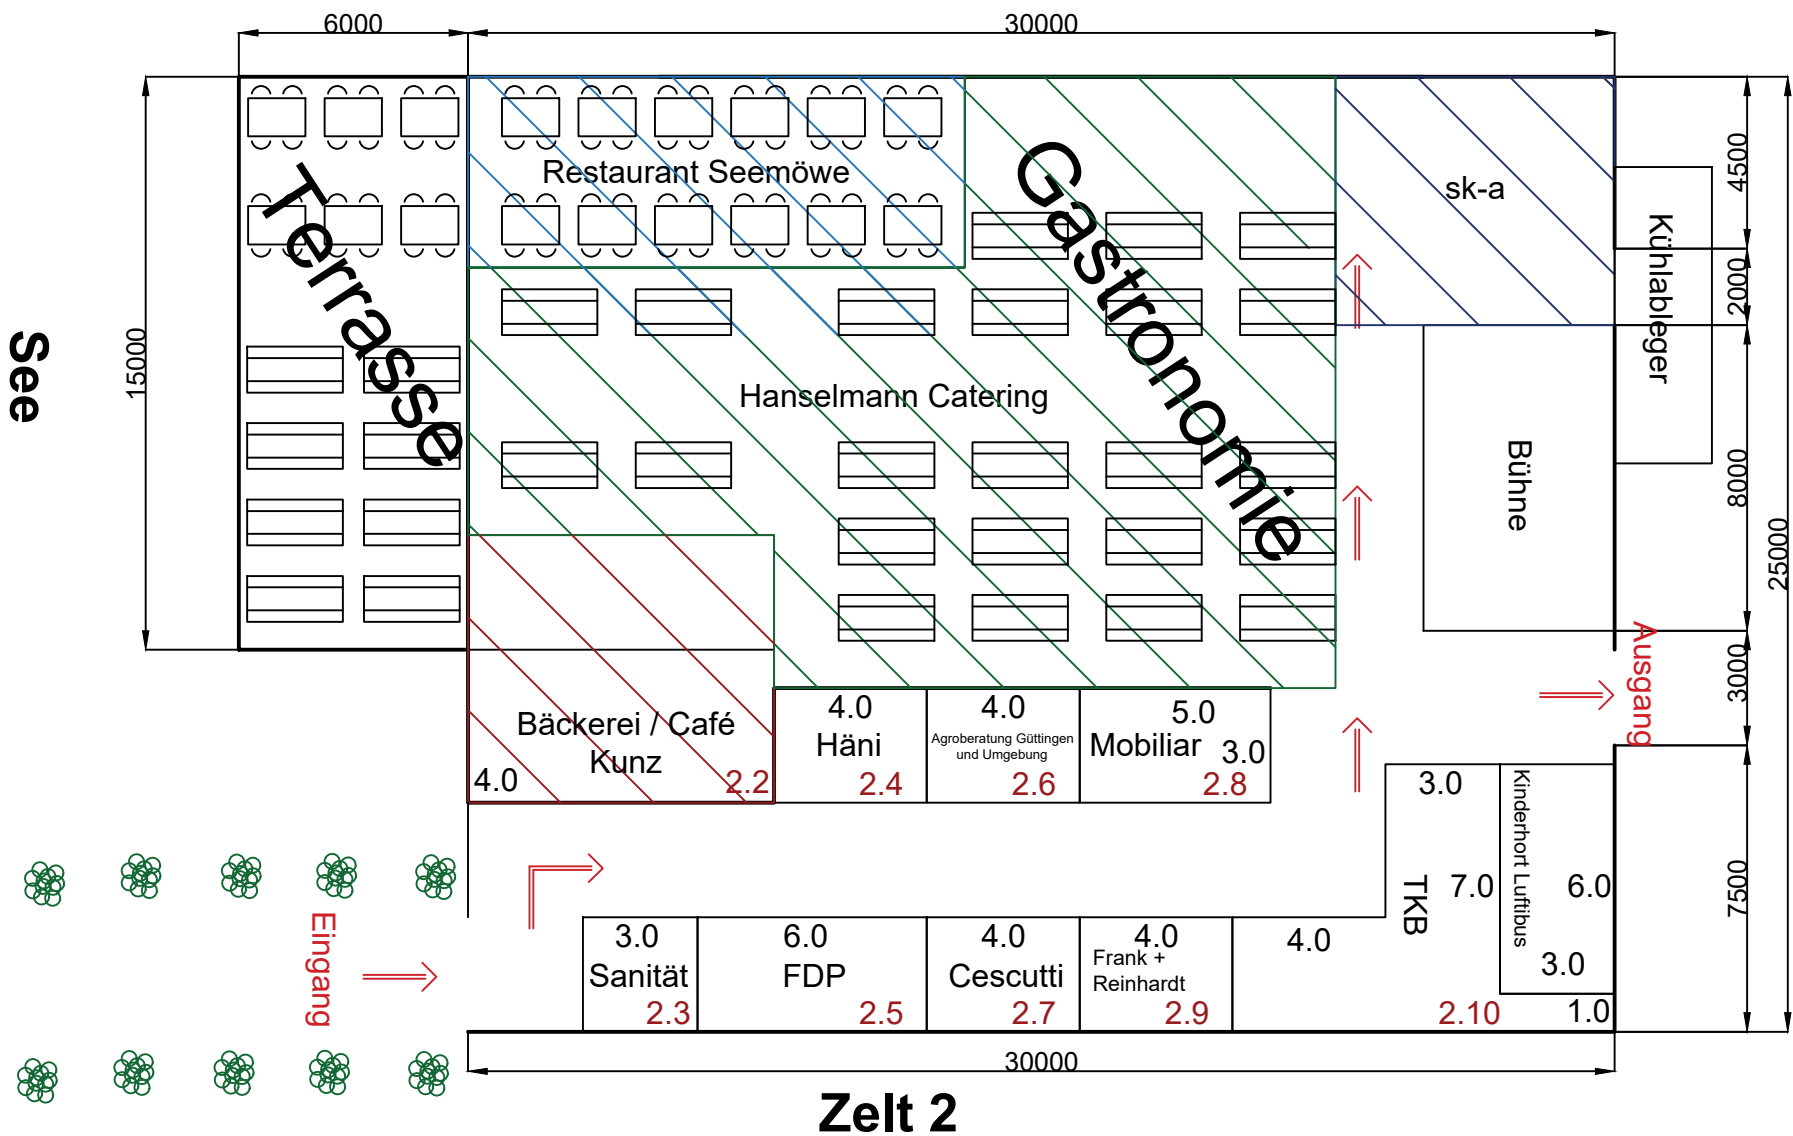 6000
30000
Restaurant Seemöwe
Terrasse
Gastronomie
sk-a
4500
2000
Kühlableger
See
15000
Hanselmann Catering
Bühne
8000
25000
Ausgang
3000
Bäckerei / Café
Kunz
4.0
2.2
4.0
Häni
2.4
4.0
Agroberatung Güttingen
und Umgebung
2.6
5.0
Mobiliar
3.0
2.8
3.0
TKB
7.0
Kinderhort Luftibus
6.0
3.0
7500
Eingang
3.0
Sanität
2.3
6.0
FDP
2.5
4.0
Cescutti
2.7
4.0
Frank +
Reinhardt
2.9
4.0
2.10
1.0
30000
Zelt 2